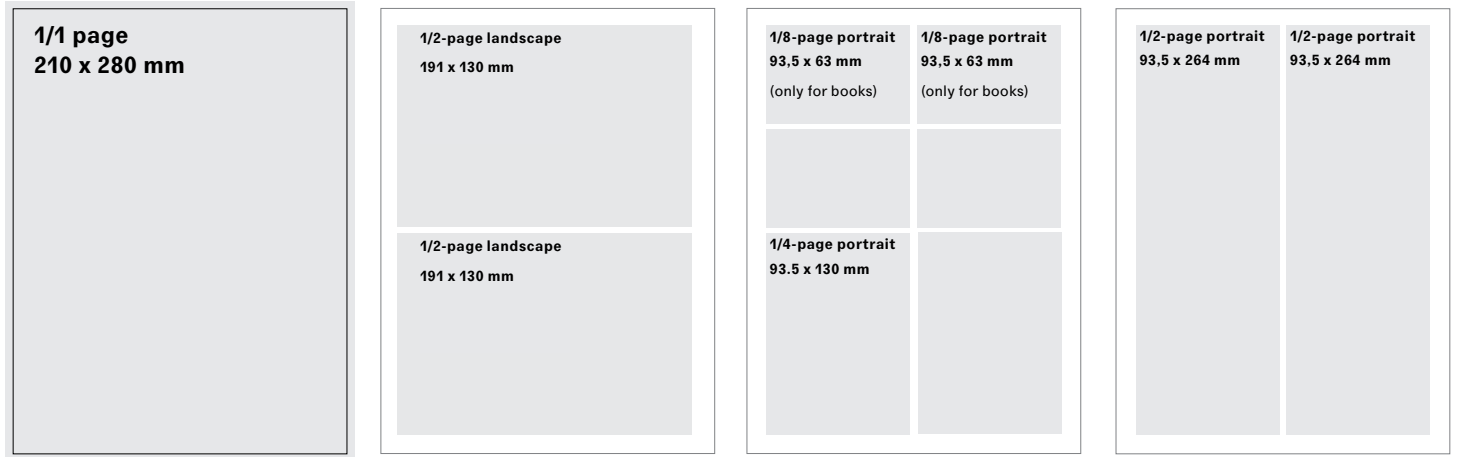 1/1 page
210 x 280 mm
1/2-page landscape
191 x 130 mm
1/2-page landscape
191 x 130 mm
1/8-page portrait
93,5 x 63 mm
(only for books)
1/8-page portrait
93,5 x 63 mm
(only for books)
1/4-page portrait
93.5 x 130 mm
1/2-page portrait
93,5 x 264 mm
1/2-page portrait
93,5 x 264 mm